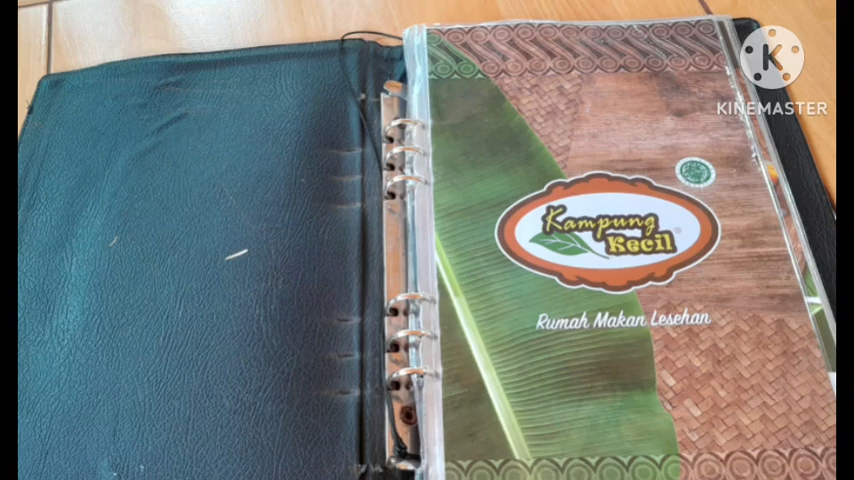 KINEMASTER
Kampung
Kecil
®
Rumah Makan Lesehan